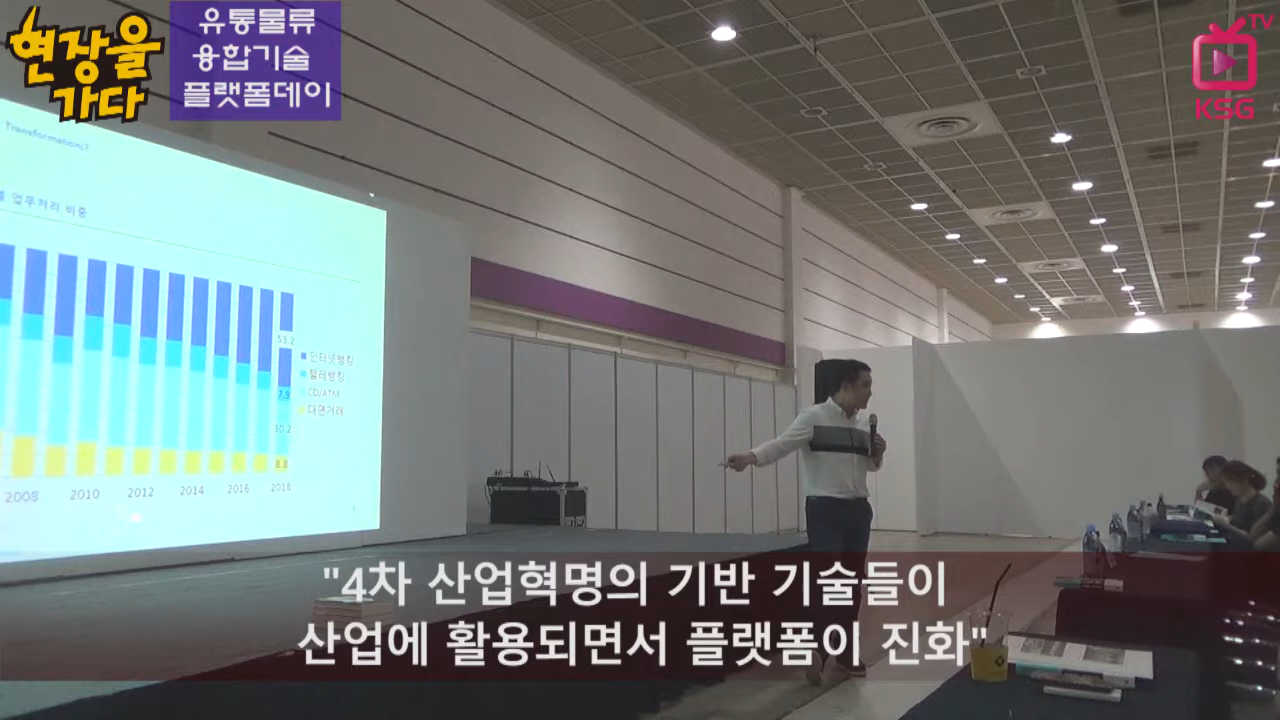 현장을
가다
유통물류
융합기술
플랫폼데이
TV
KSG
Transformation?
업무처리 비중
53.2
인터넷뱅킹
텔레뱅킹
7.9
CD/ATM
대면거래
30.2
8.8
2008 2010 2012 2014 2016 2018
"4차 산업혁명의 기반 기술들이
산업에 활용되면서 플랫폼이 진화"